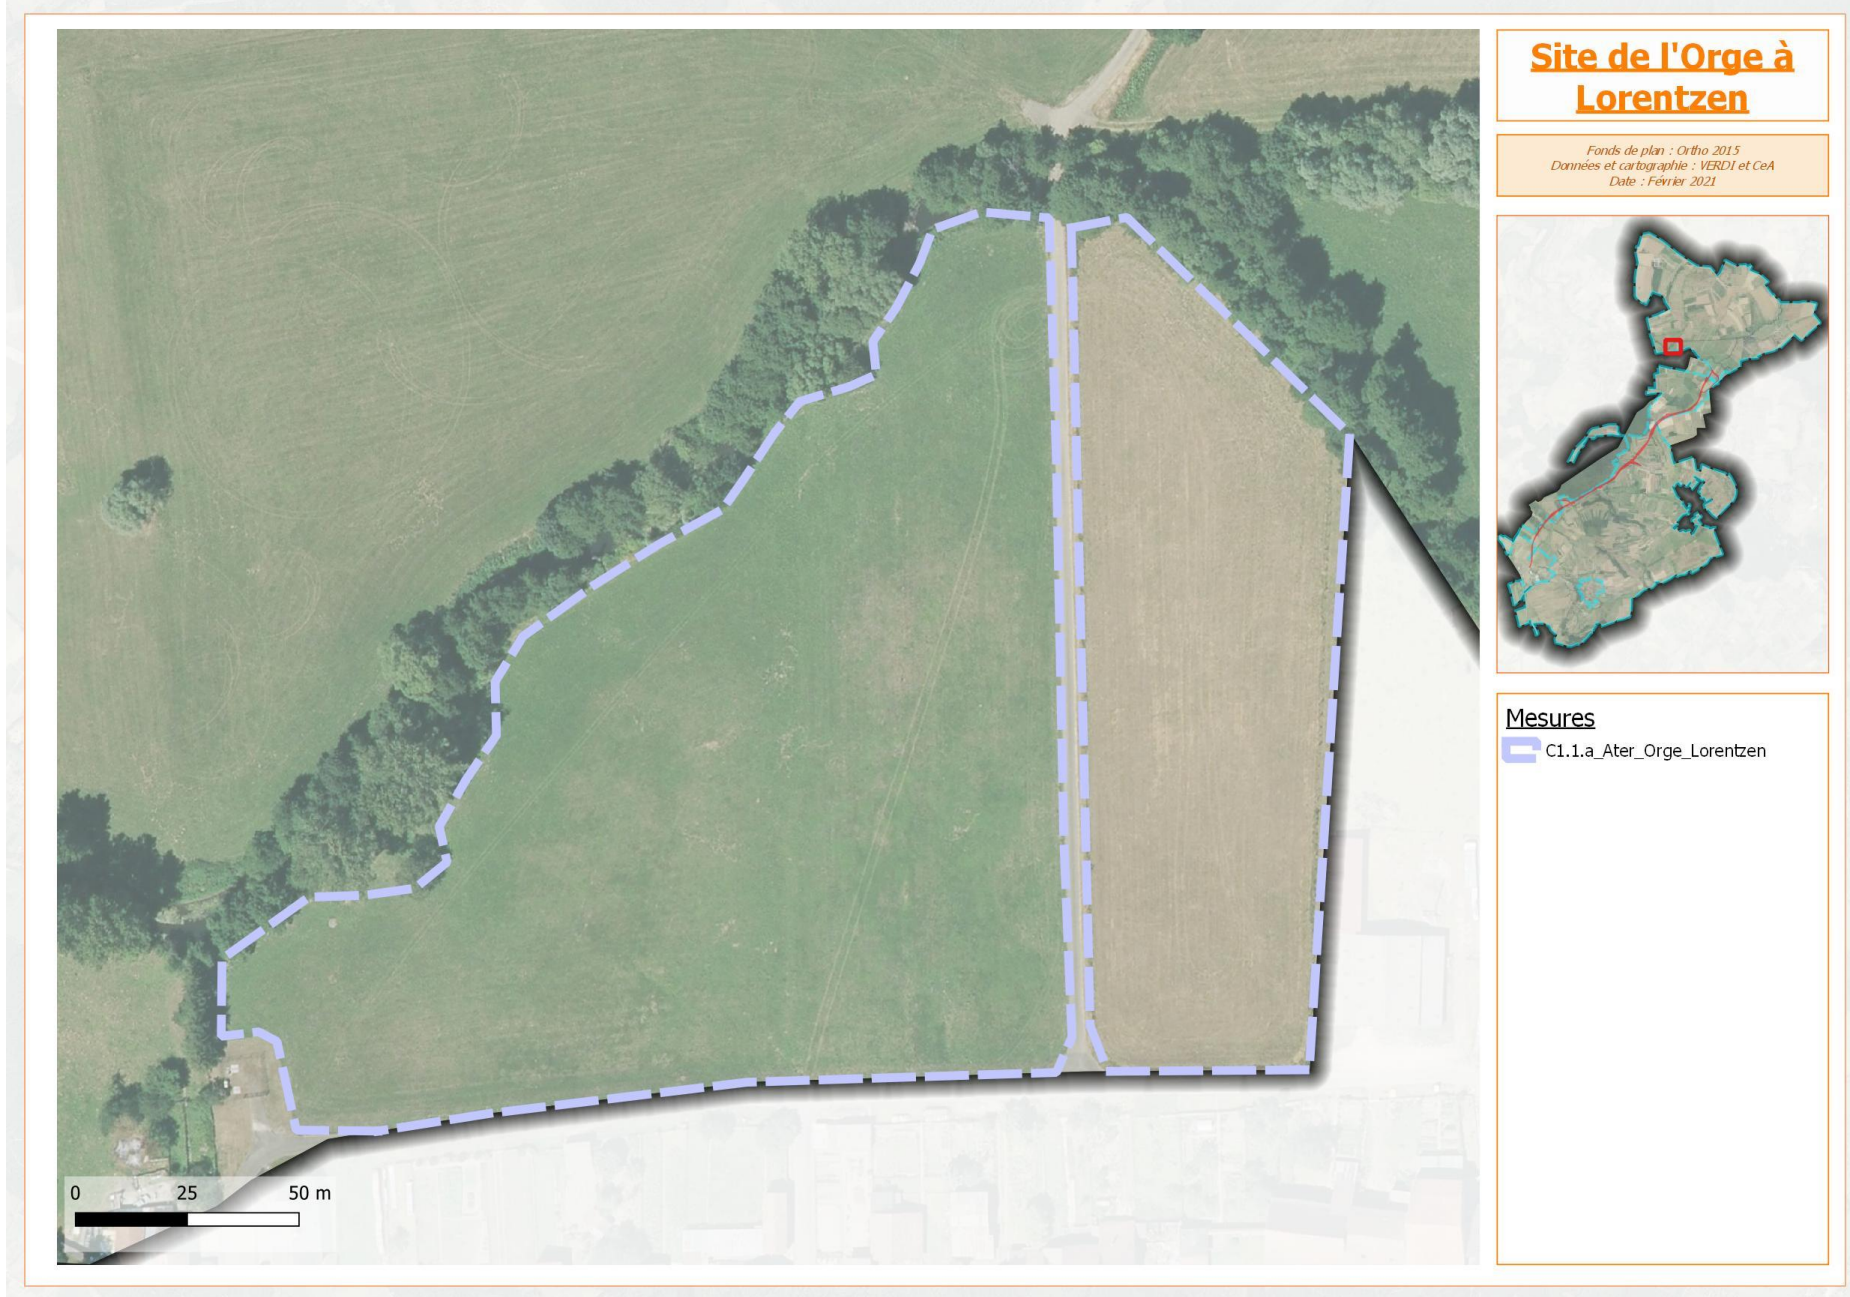 Site de l'Orge à
Lorentzen
Fonds de plan : Ortho 2015
Données et cartographie : VERDI et CeA
Date : Février 2021
Mesures
C1.1.a_Ater_Orge_Lorentzen
0 25 50 m